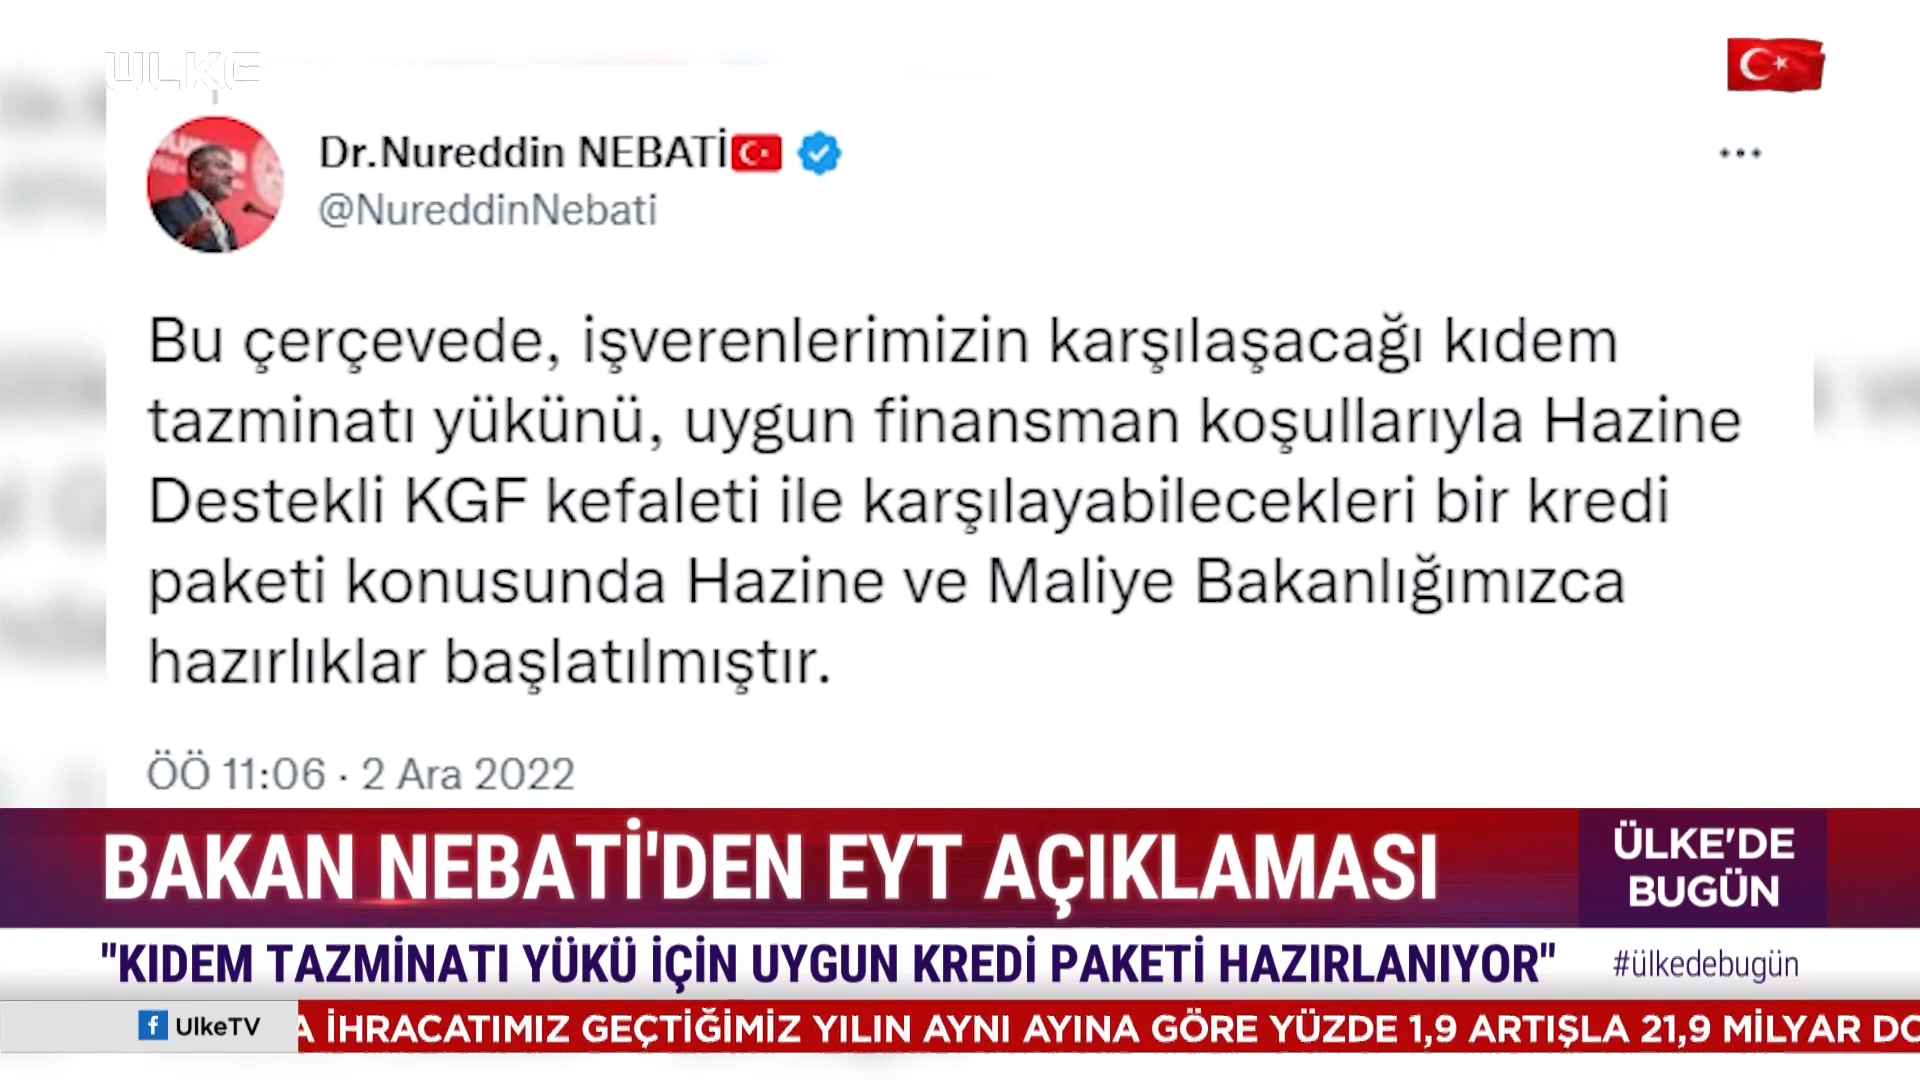 ÜLKE
Dr.Nureddin NEBATİ
@NureddinNebati
Bu çerçevede, işverenlerimizin karşılaşacağı kıdem
tazminatı yükünü, uygun finansman koşullarıyla Hazine
Destekli KGF kefaleti ile karşılayabilecekleri bir kredi
paketi konusunda Hazine ve Maliye Bakanlığımızca
hazırlıklar başlatılmıştır.
ÖÖ 11:06 · 2 Ara 2022
BAKAN NEBATİ'DEN EYT AÇIKLAMASI
ÜLKE'DE
BUGÜN
"KIDEM TAZMİNATI YÜKÜ İÇİN UYGUN KREDİ PAKETİ HAZIRLANIYOR"
#ülkedebugün
UlkeTV
A İHRACATIMIZ GEÇTİĞİMİZ YILIN AYNI AYINA GÖRE YÜZDE 1,9 ARTIŞLA 21,9 MİLYAR DO